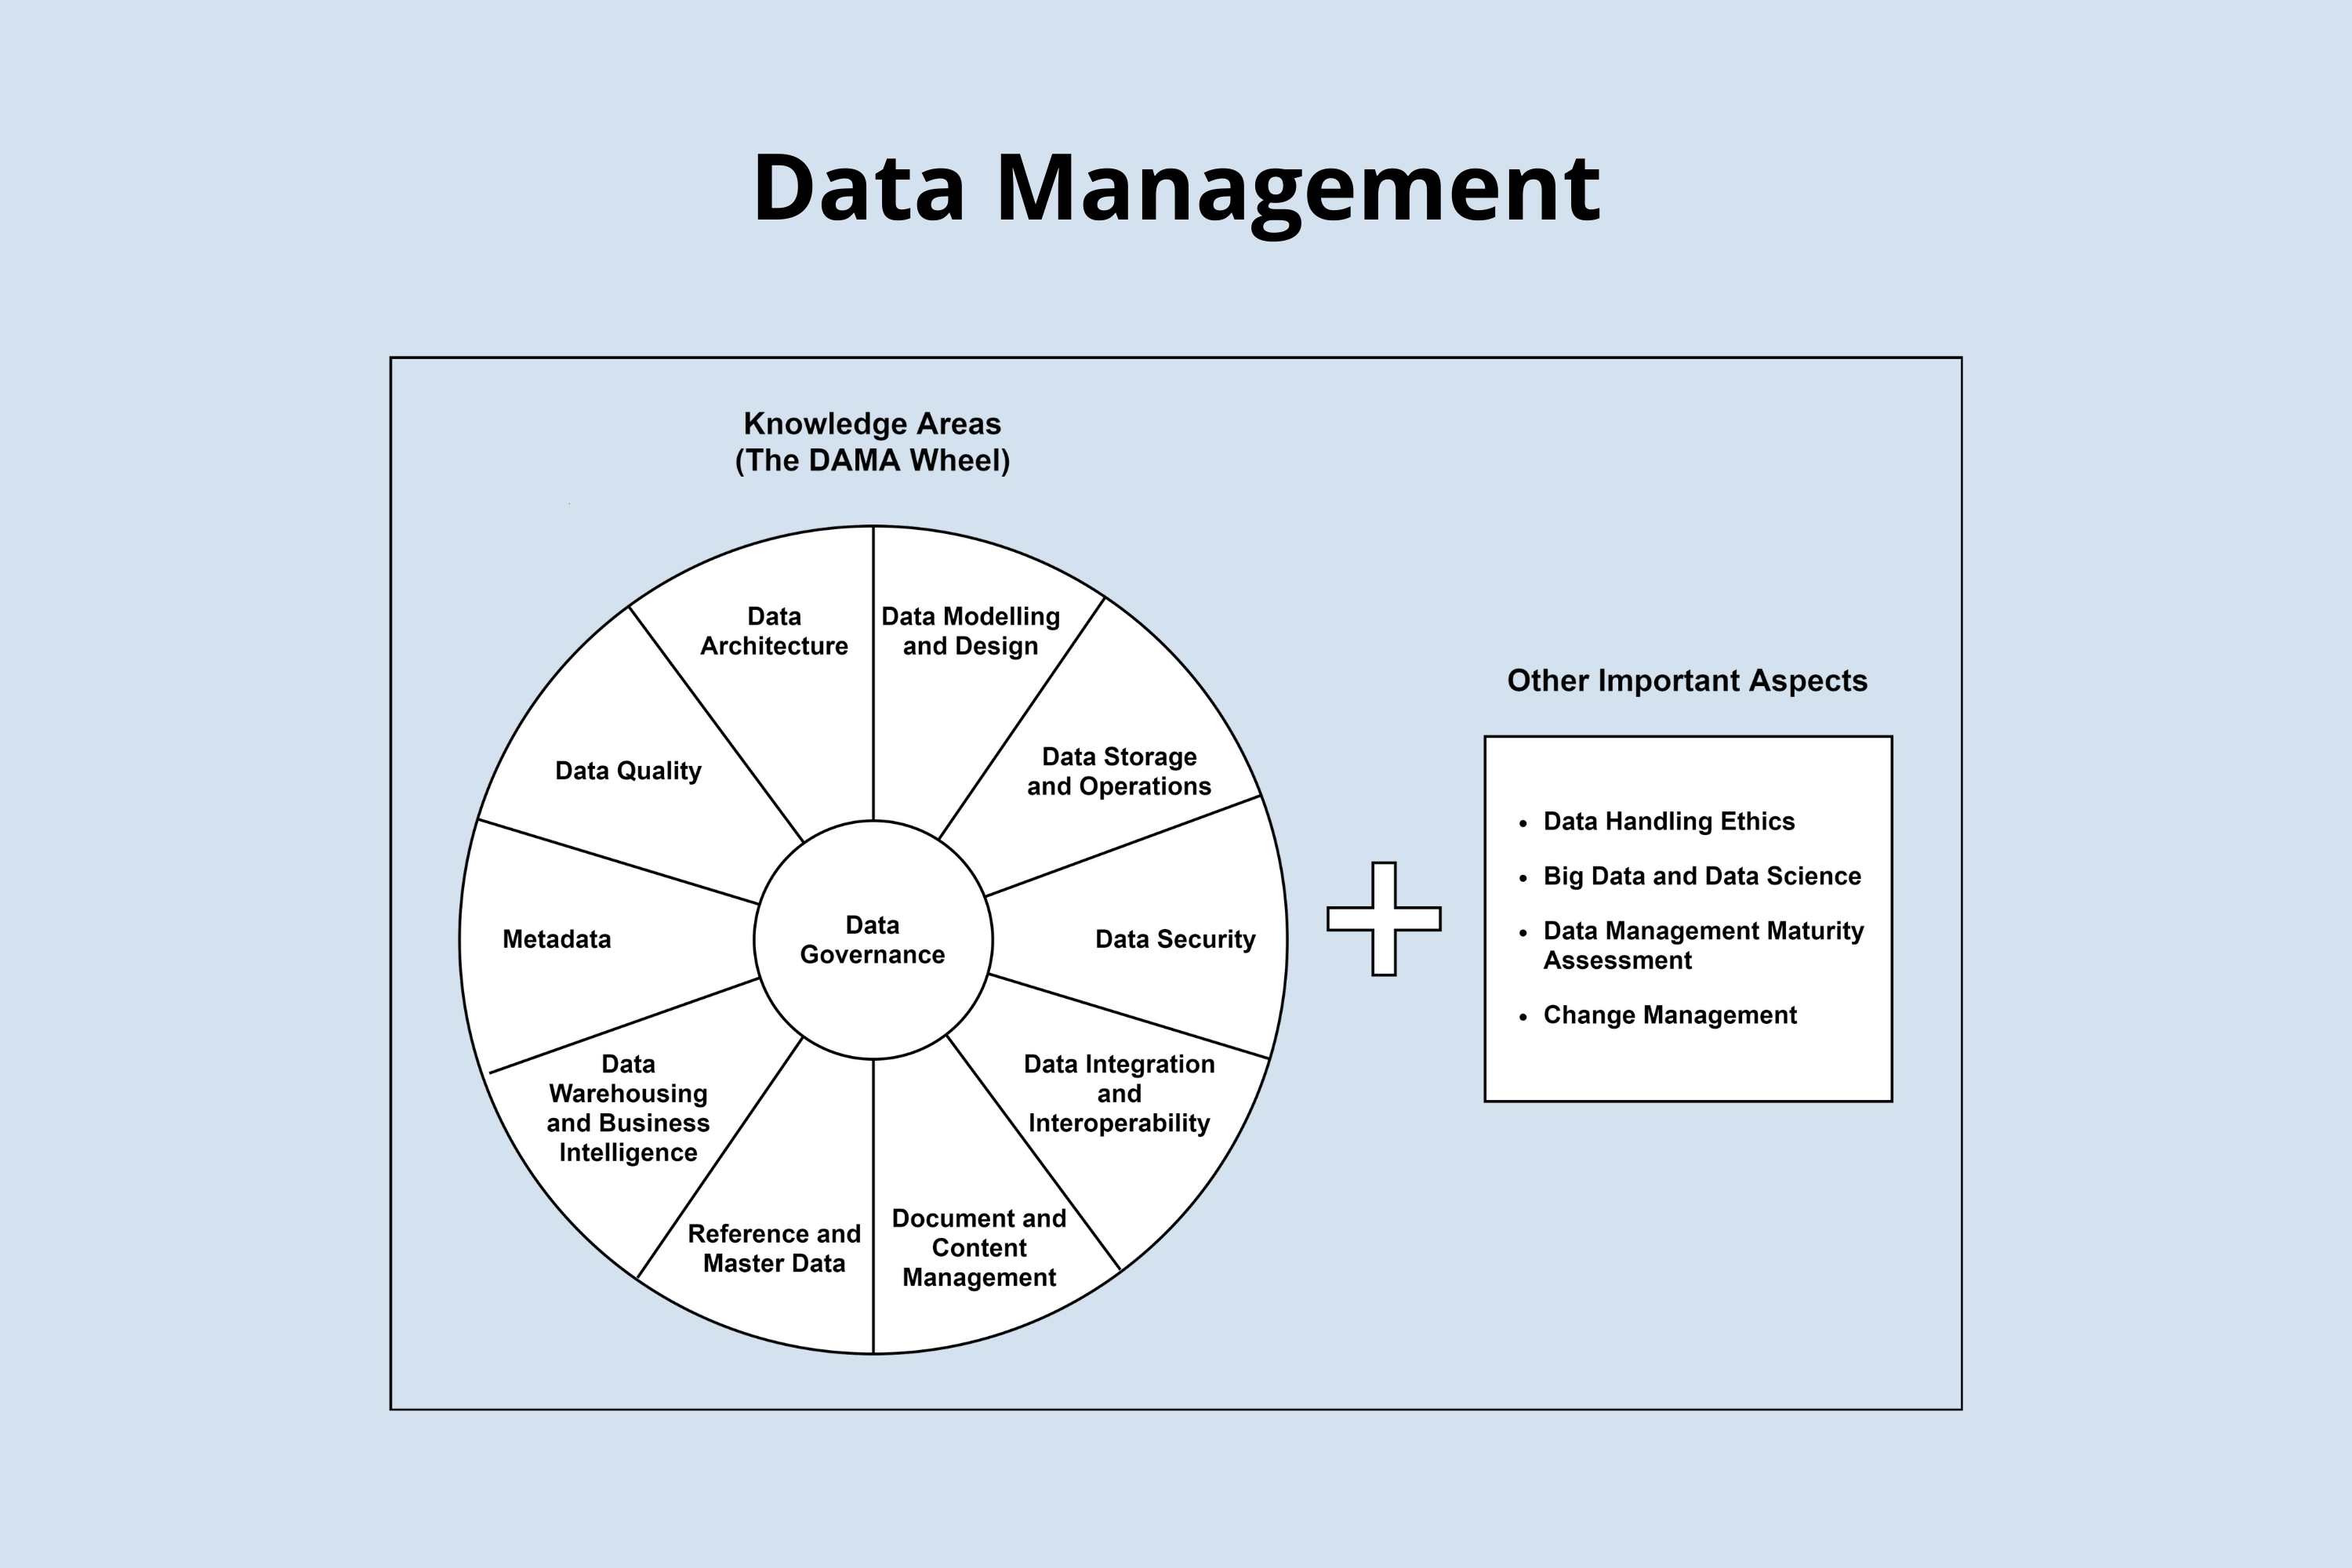 Data Management
Knowledge Areas
(The DAMA Wheel)
Data
Architecture
Data Modelling
and Design
Data Storage
and Operations
Data Security
Data Integration
and
Interoperability
Document and
Content
Management
Reference and
Master Data
Data
Warehousing
and Business
Intelligence
Metadata
Data Quality
Data
Governance
Other Important Aspects
• Data Handling Ethics
• Big Data and Data Science
• Data Management Maturity
Assessment
• Change Management